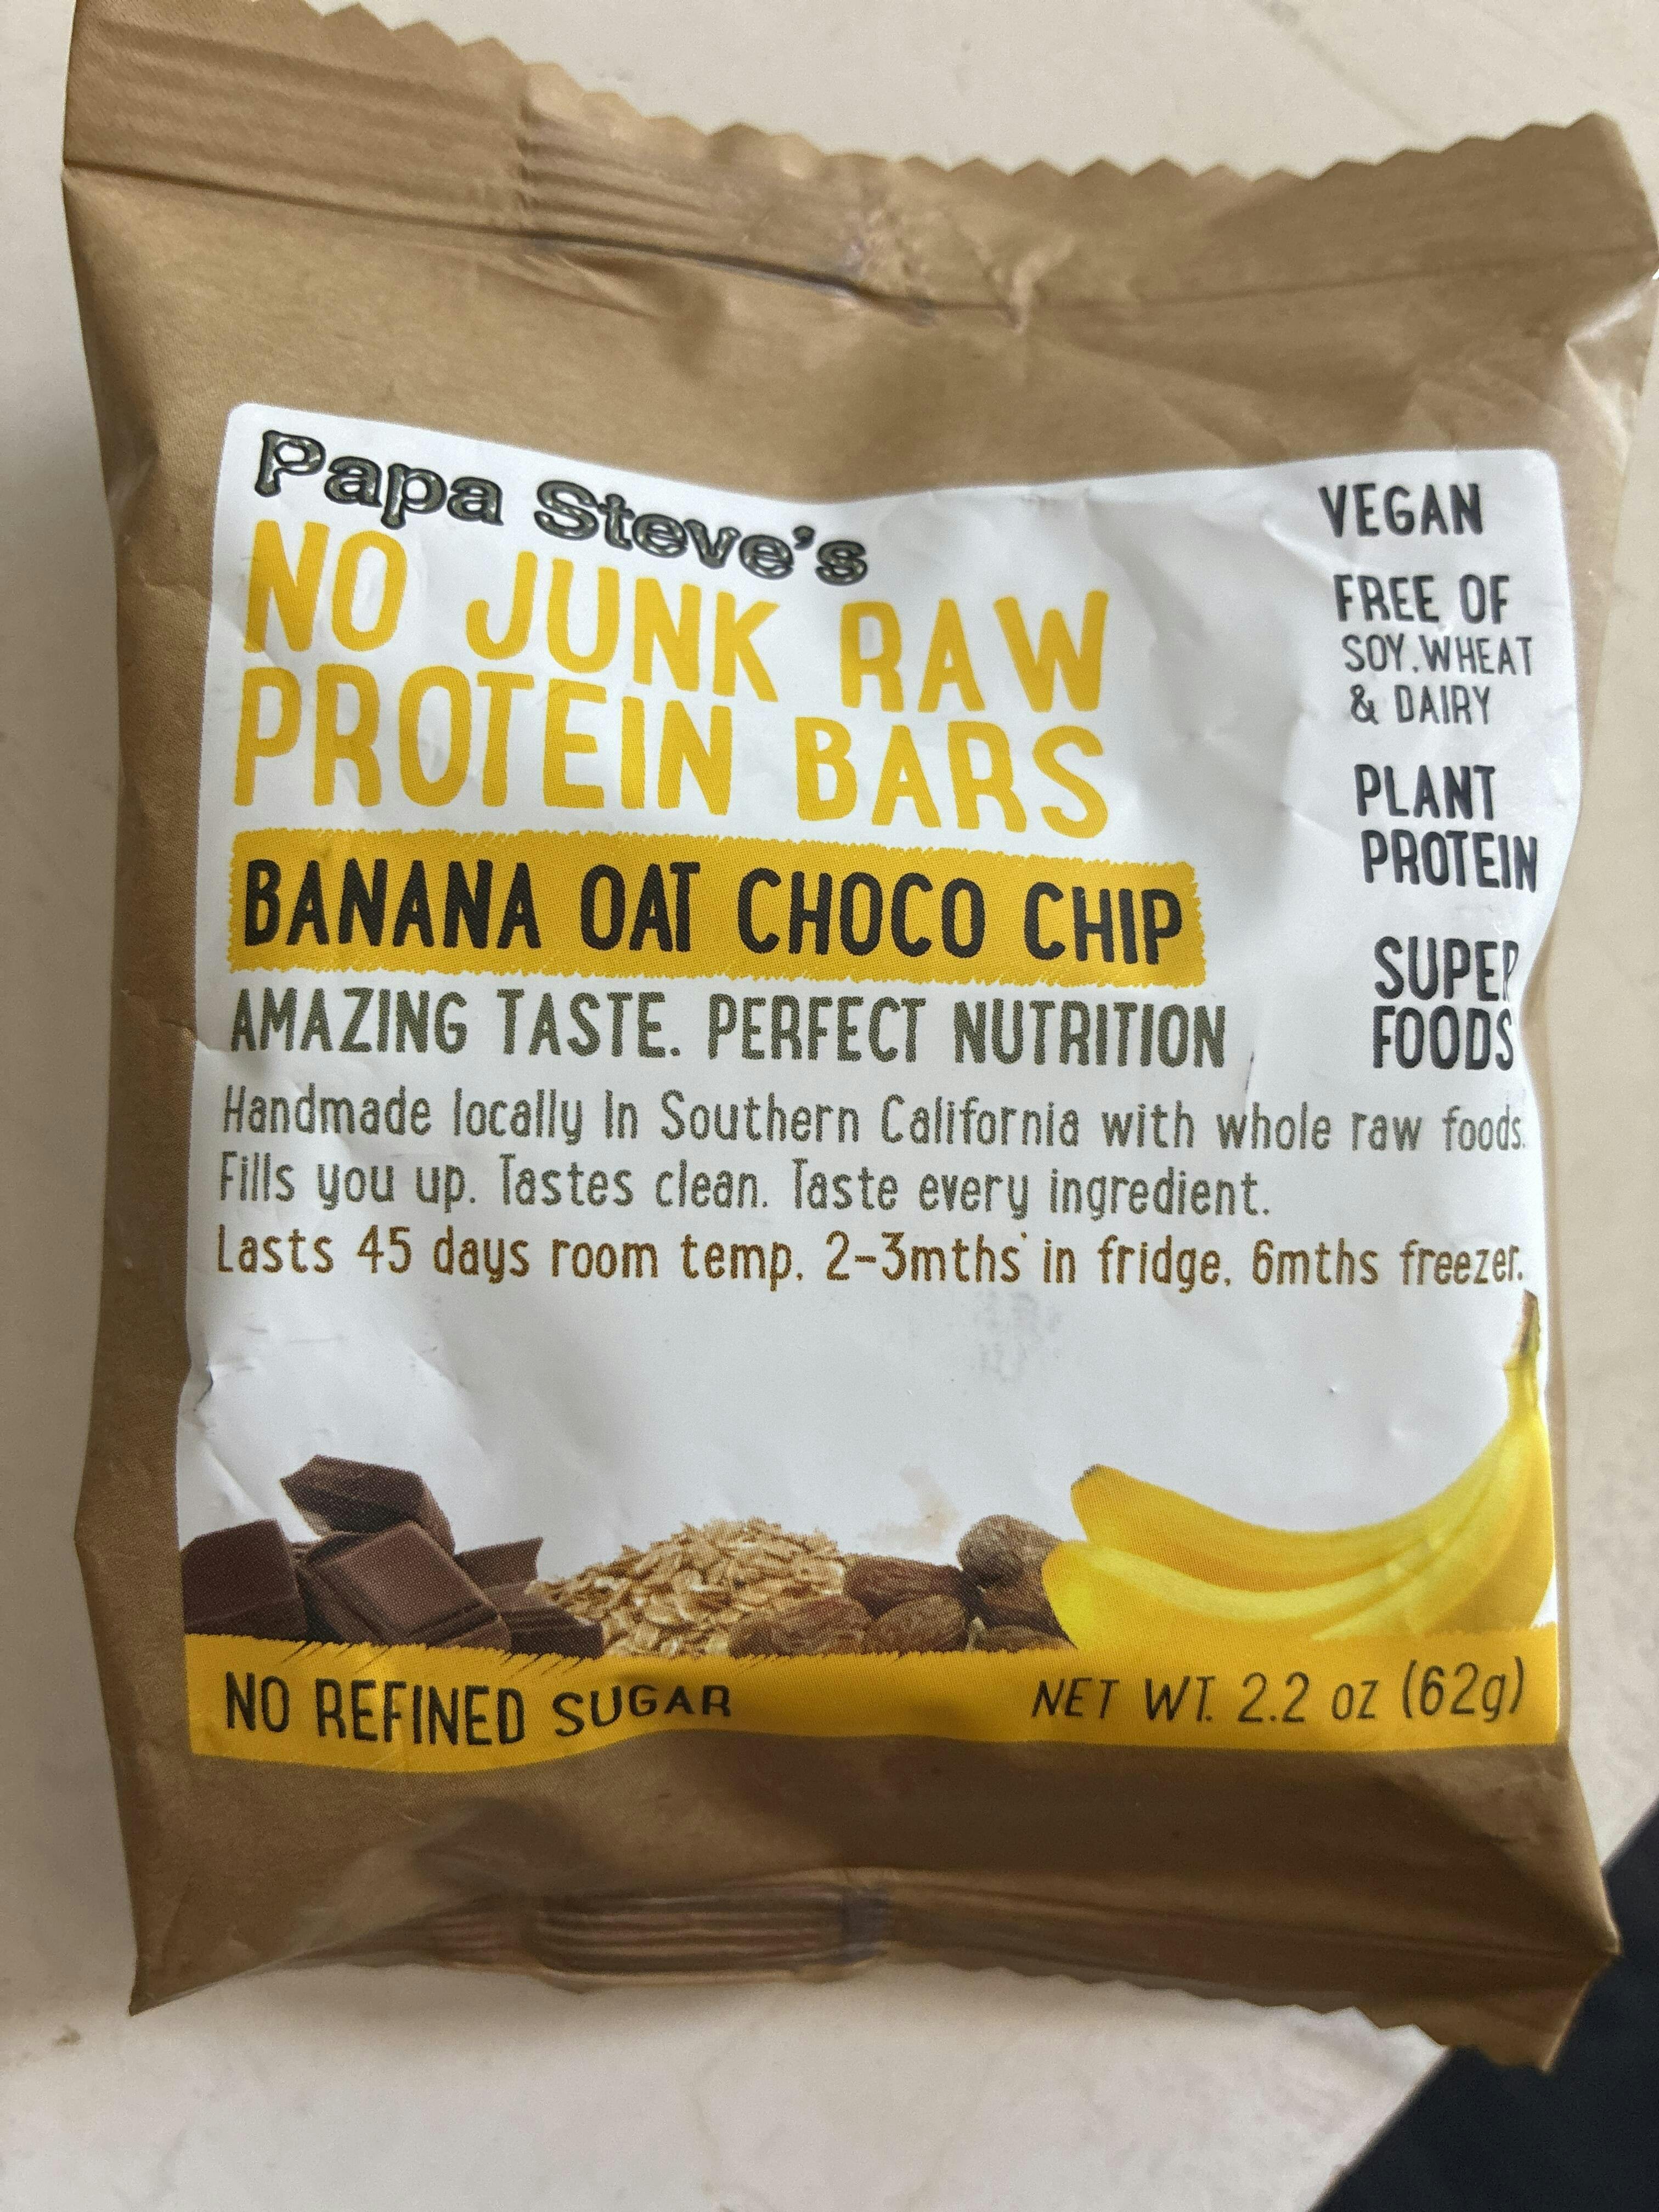 Papa Steve's
NO JUNK RAW
PROTEIN BARS
BANANA OAT CHOCO CHIP
AMAZING TASTE. PERFECT NUTRITION
Handmade locally In Southern California with whole raw foods.
Fills you up. Tastes clean. Taste every ingredient.
Lasts 45 days room temp, 2-3mths in fridge, 6mths freezer.
VEGAN
FREE OF
SOY, WHEAT
& DAIRY
PLANT
PROTEIN
SUPER
FOODS
NO REFINED SUGAR
NET WT. 2.2 oz (62g)